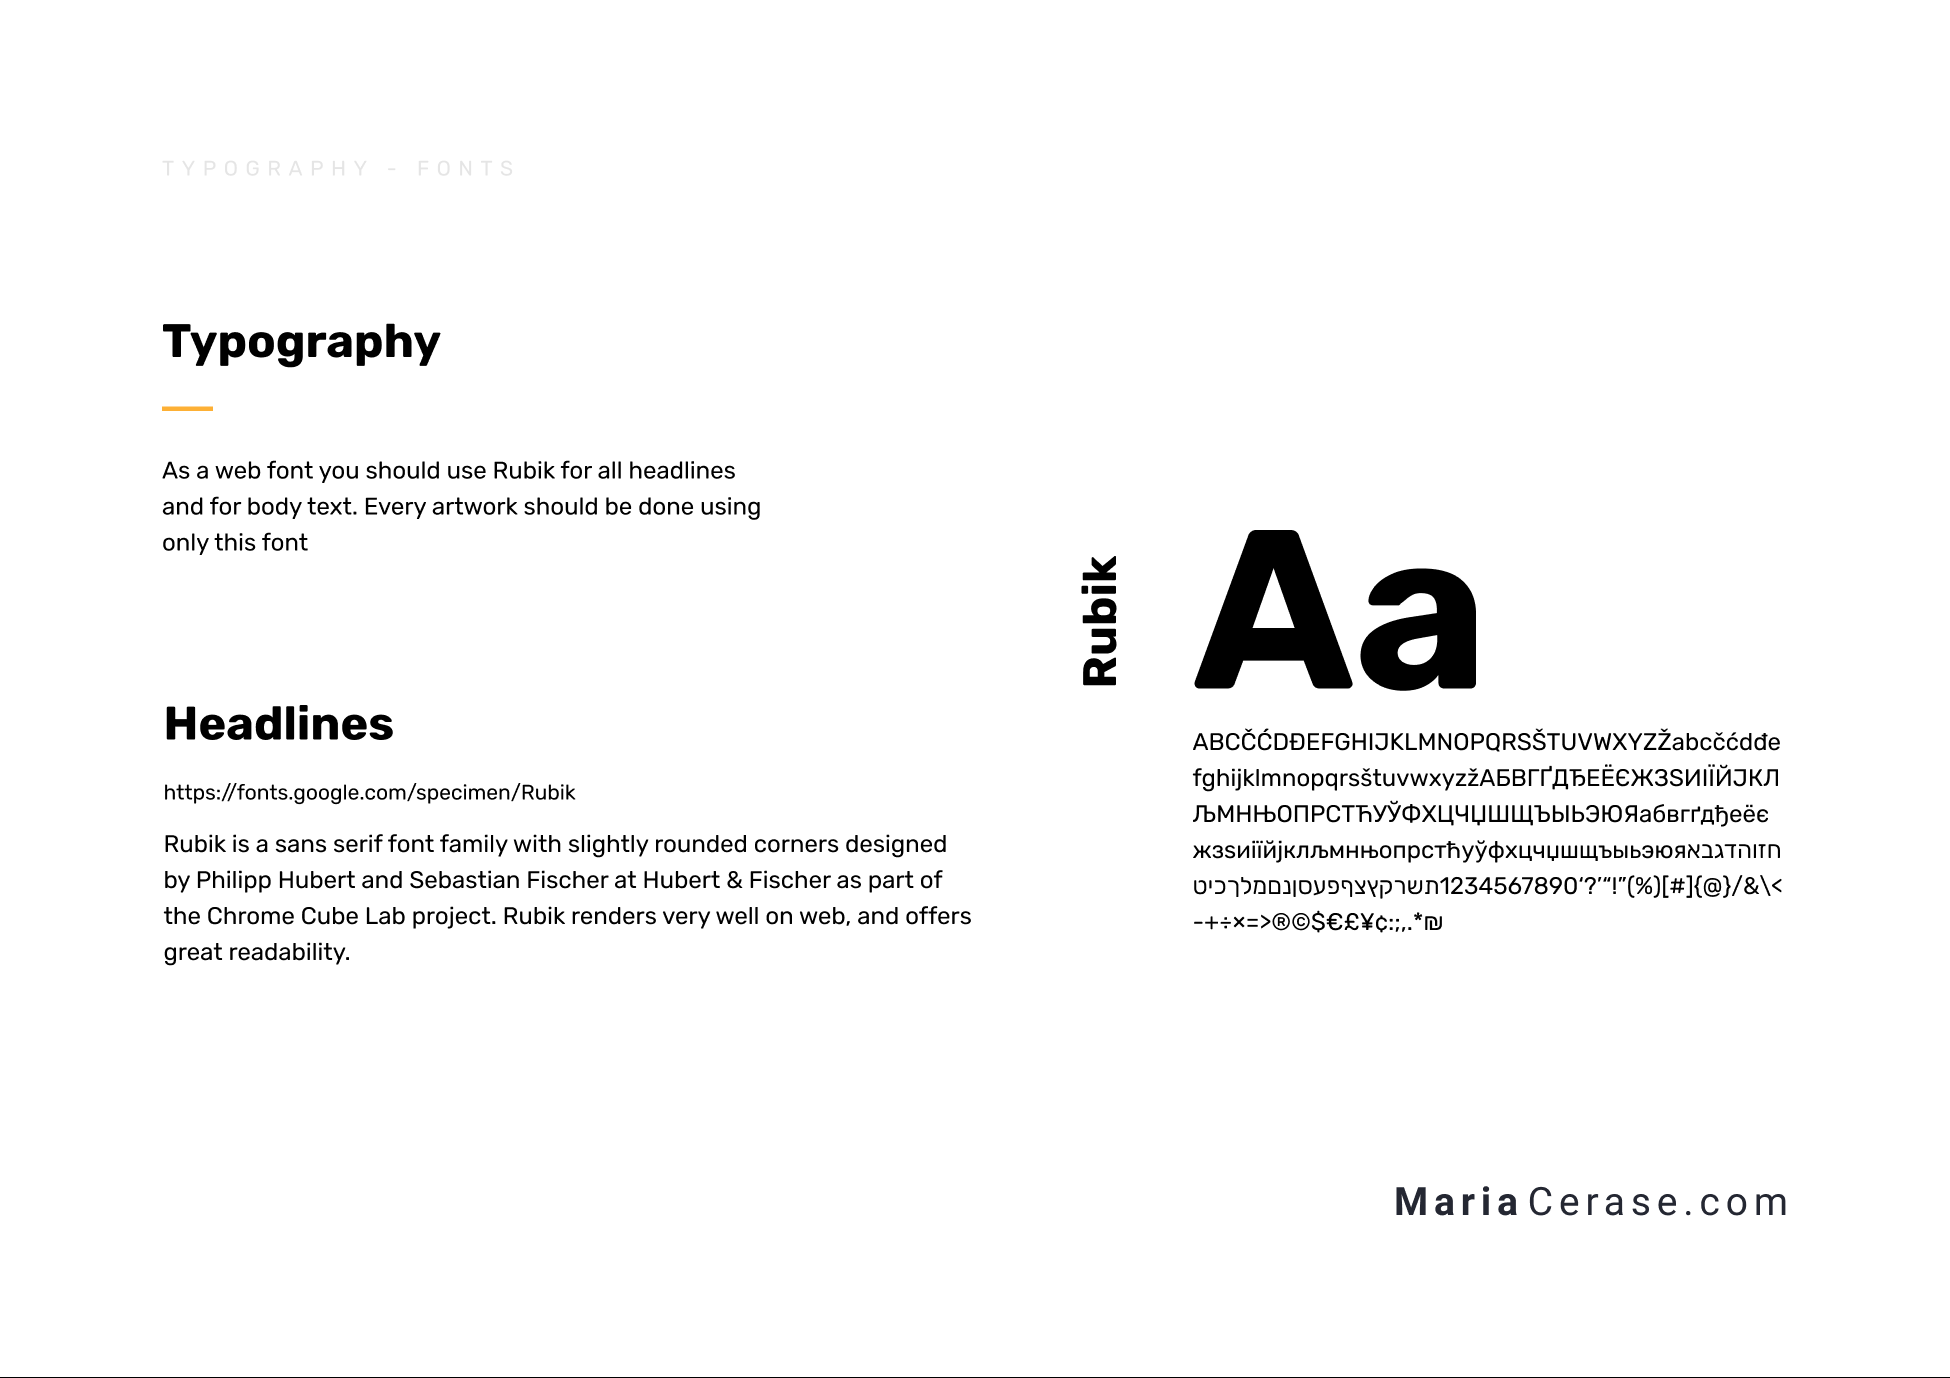 TYPOGRAPHY - FONTS
Typography
As a web font you should use Rubik for all headlines
and for body text. Every artwork should be done using
only this font
Headlines
https://fonts.google.com/specimen/Rubik
Rubik is a sans serif font family with slightly rounded corners designed
by Philipp Hubert and Sebastian Fischer at Hubert & Fischer as part of
the Chrome Cube Lab project. Rubik renders very well on web, and offers
great readability.
Rubik
Aa
ABCČĆDĐEFGHIJKLMNOPQRSŠTUVWXYZŽabcčćdđe
fghijklmnopqrsštuvwxyzžАБВГҐДЂЕЁЄЖЗЅИІЇЙЈКЛ
ЉМНЊОПРСТЋУЎФХЦЧЏШЩЪЫЬЭЮЯабвгґдђеёє
жзѕиіїйјклљмнњопрстћуўфхцчџшщъыьэюяאבגדהוזח
טיכךלמםנןסעפףצץקרשת1234567890‘?’“!”(%)[#]{@}/&\<
-+÷×=>®©$€£¥¢:;,.*₪
MariaCerase.com